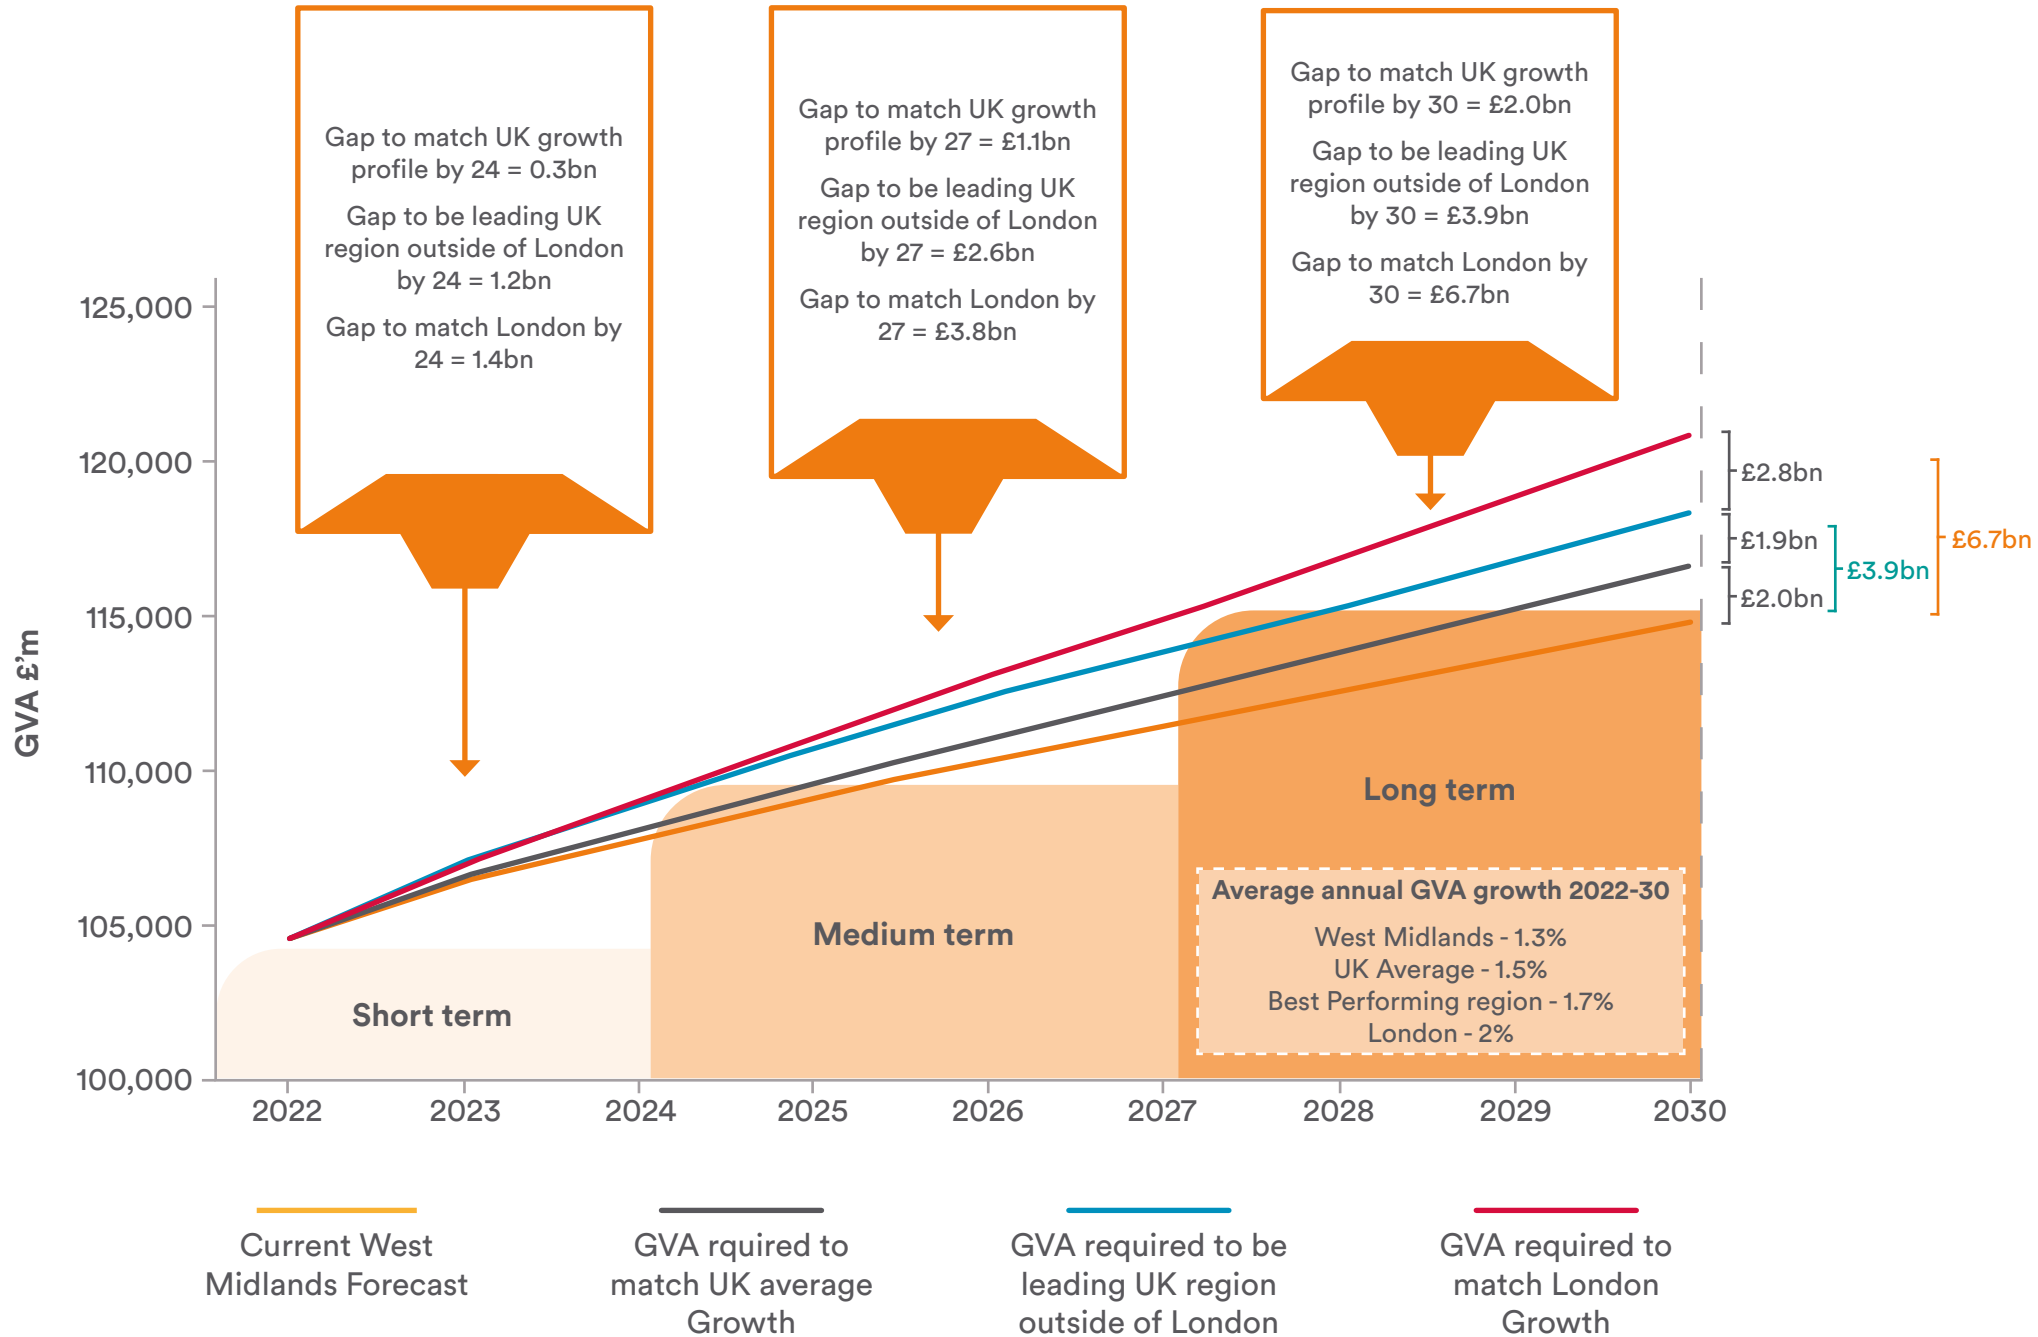 Gap to match UK growth
profile by 24 = 0.3bn
Gap to be leading UK
region outside of London
by 24 = 1.2bn
Gap to match London by
24 = 1.4bn
Gap to match UK growth
profile by 27 = £1.1bn
Gap to be leading UK
region outside of London
by 27 = £2.6bn
Gap to match London by
27 = £3.8bn
Gap to match UK growth
profile by 30 = £2.0bn
Gap to be leading UK
region outside of London
by 30 = £3.9bn
Gap to match London by
30 = £6.7bn
GVA £'m
125,000
120,000
115,000
110,000
105,000
100,000
£2.8bn
£1.9bn
£2.0bn
£3.9bn
£6.7bn
Short term
Medium term
Long term
Average annual GVA growth 2022-30
West Midlands - 1.3%
UK Average - 1.5%
Best Performing region - 1.7%
London - 2%
2022
2023
2024
2025
2026
2027
2028
2029
2030
Current West
Midlands Forecast
GVA rquired to
match UK average
Growth
GVA required to be
leading UK region
outside of London
GVA required to
match London
Growth